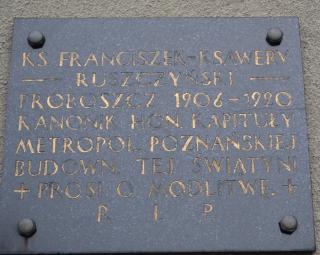 KS. FRANCISZEK-KSAWERY
RUSZCZYŃSKI
PROBOSZCZ 1906-1920
KANONIK HON. KAPITUŁY
METROPOL. POZNAŃSKIEJ
BUDOWN. TEJ ŚWIĄTYNI
+ PROSI O MODLITWĘ. +
R. I. P.